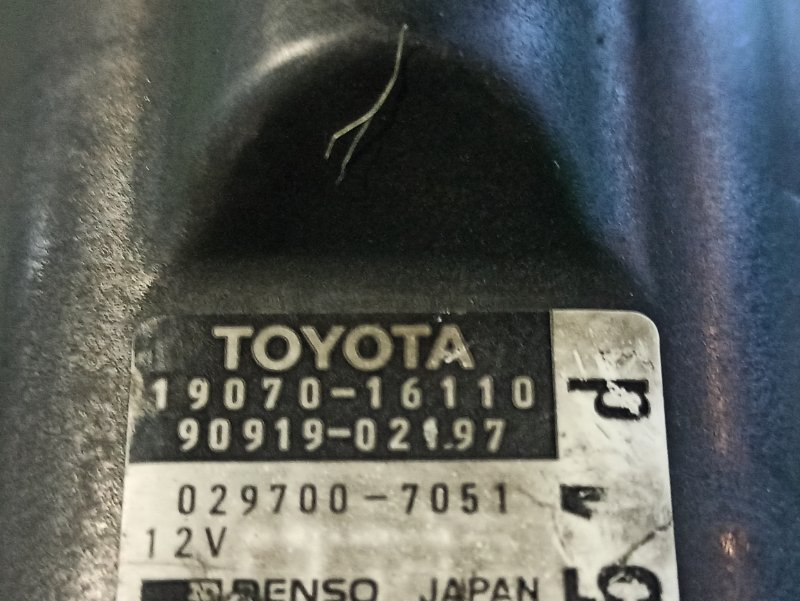 TOYOTA
19070-16110
90919-02197
029700-7051
12V
DENSO JAPAN